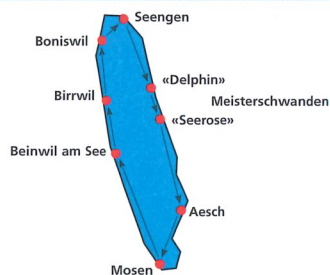 Seengen
Boniswil
«Delphin»
Birrwil
Meisterschwanden
«Seerose»
Beinwil am See
Aesch
Mosen